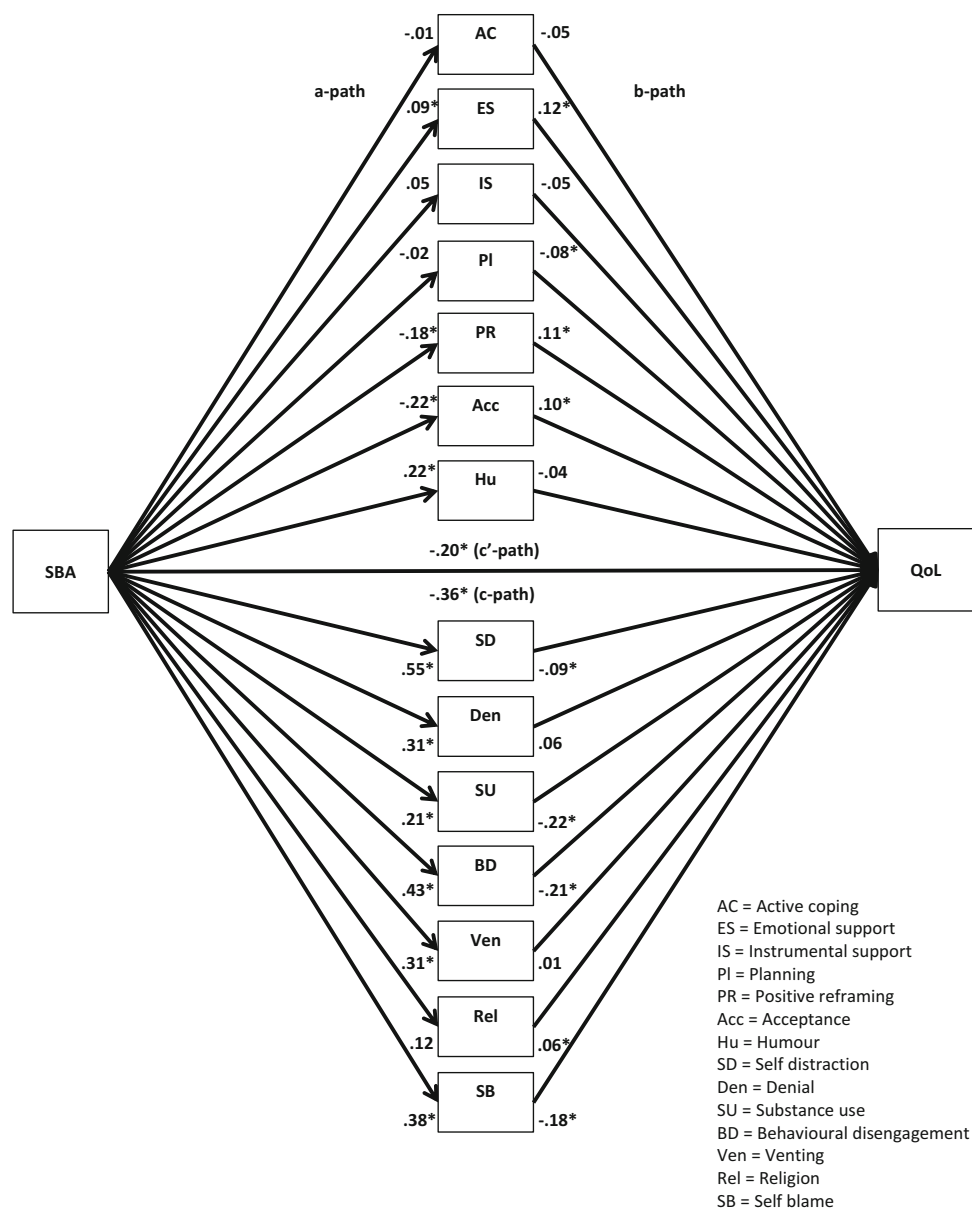 -.01 AC -.05
a-path b-path
.09* ES .12*
.05 IS -.05
-.02 Pl -.08*
-.18* PR .11*
-.22* Acc .10*
.22* Hu -.04
-.20* (c’-path)
SBA QoL
-.36* (c-path)
SD
.55* -.09*
Den
.31* .06
SU
.21* -.22*
BD
.43* -.21*
Ven
.31* .01
Rel
.12 .06*
SB
.38* -.18*
AC = Active coping
ES = Emotional support
IS = Instrumental support
Pl = Planning
PR = Positive reframing
Acc = Acceptance
Hu = Humour
SD = Self distraction
Den = Denial
SU = Substance use
BD = Behavioural disengagement
Ven = Venting
Rel = Religion
SB = Self blame